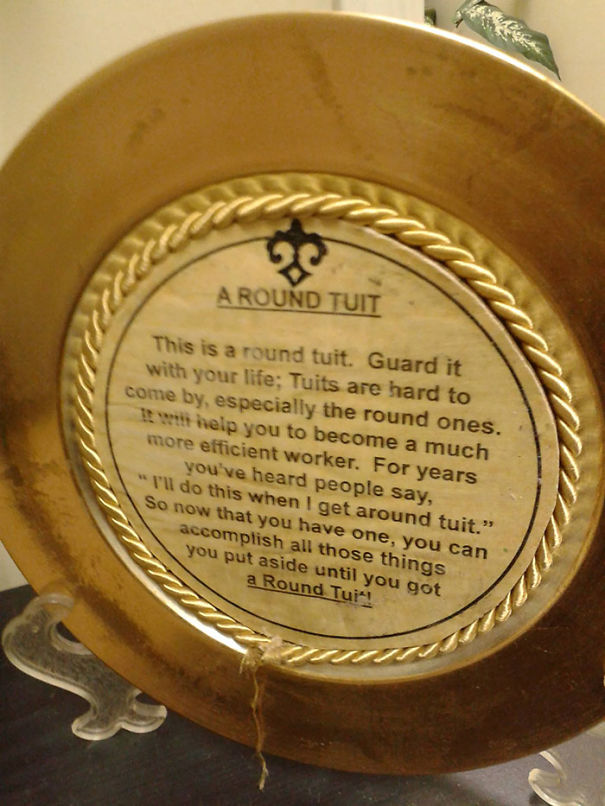 A ROUND TUIT
This is a round tuit. Guard it
with your life; Tuits are hard to
come by, especially the round ones.
It will help you to become a much
more efficient worker. For years
you've heard people say,
"I'll do this when I get around tuit."
So now that you have one, you can
accomplish all those things
you put aside until you got
a Round Tuit!